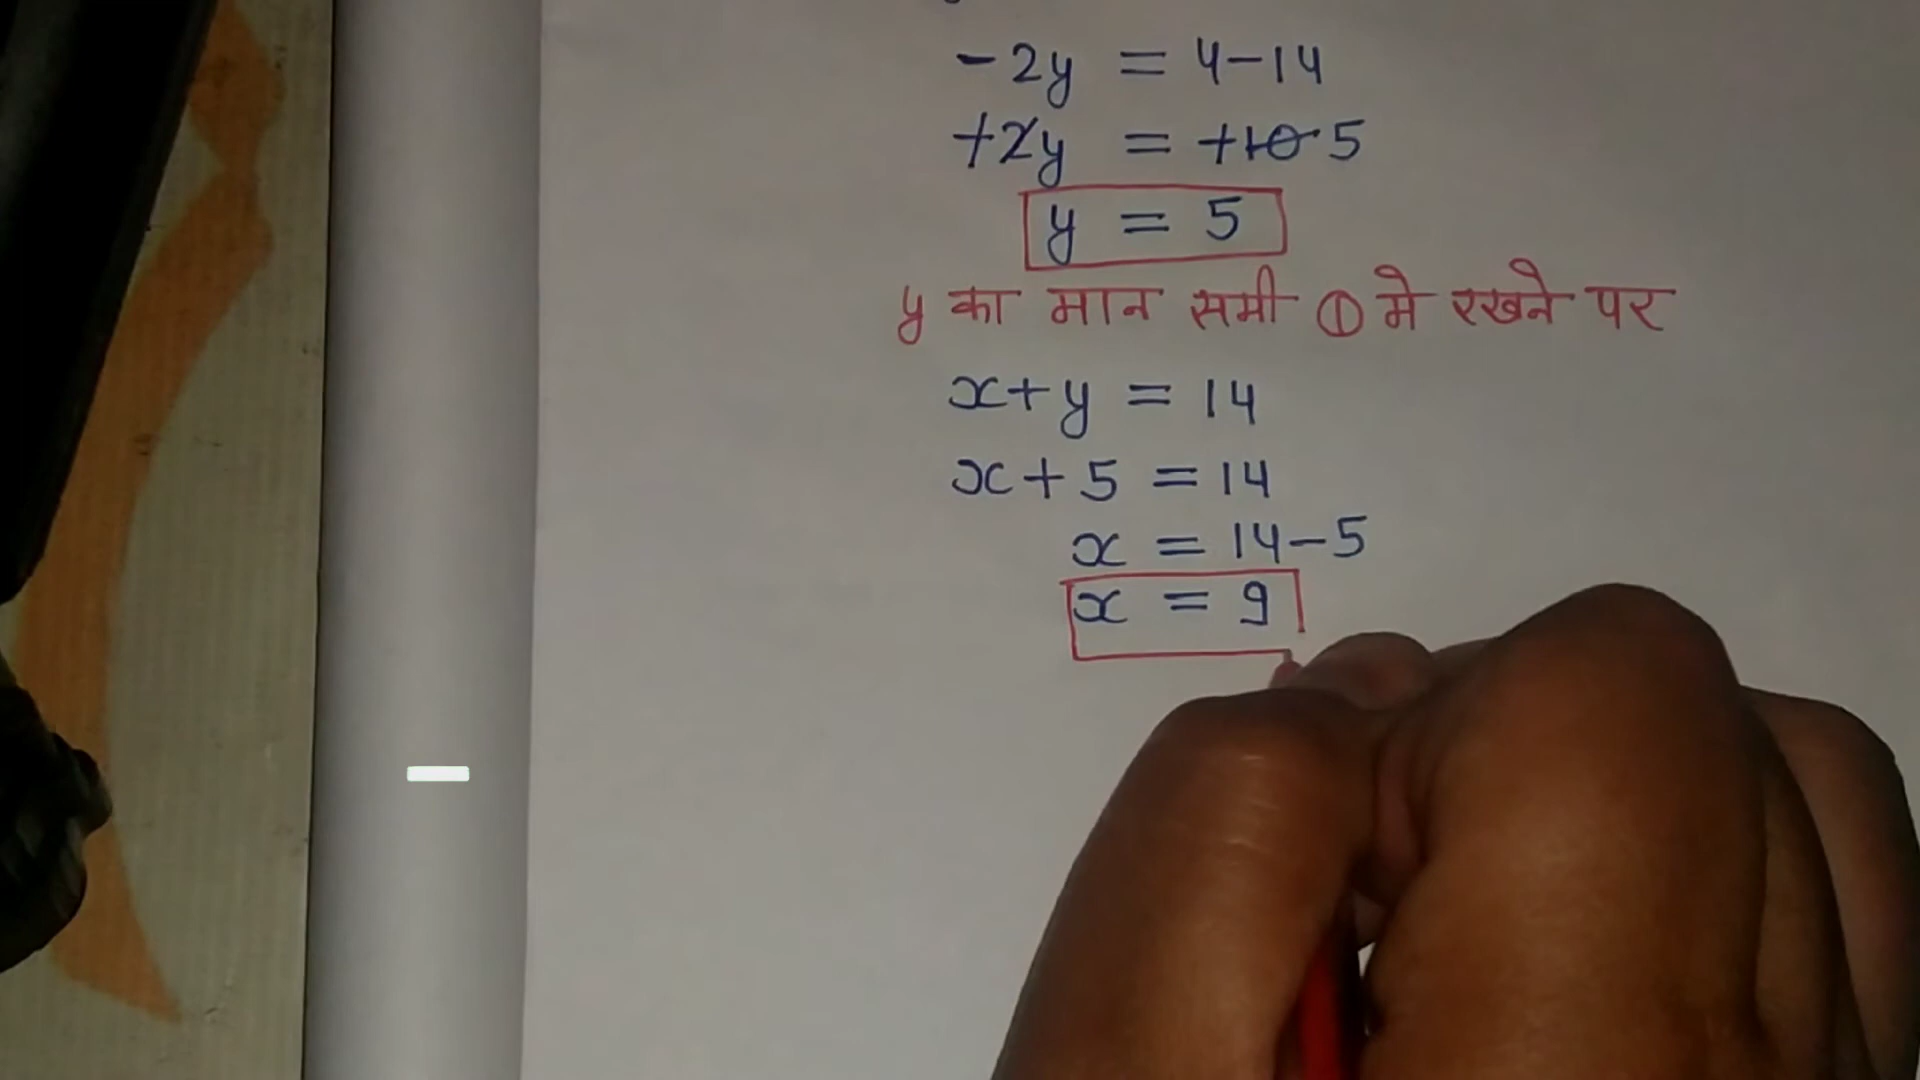 -2y = 4-14
+2y = +10 5
y = 5
y का मान समी ① मे रखने पर
x+y = 14
x+5 = 14
x = 14-5
x = 9